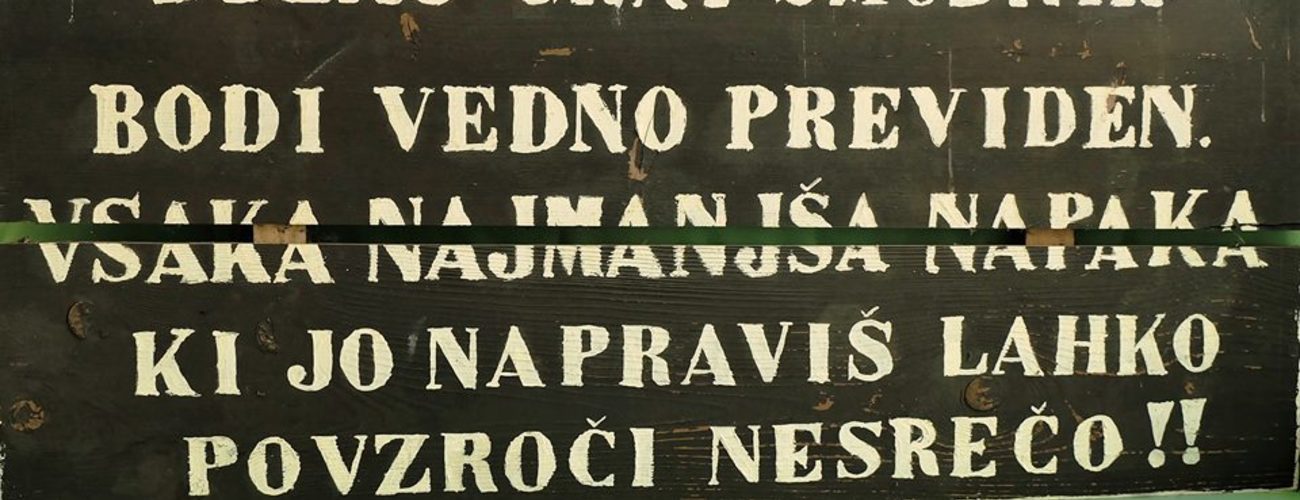 BODI VEDNO PREVIDEN.
VSAKA NAJMANJŠA NAPAKA
KI JO NAPRAVIŠ LAHKO
POVZROČI NESREČO!!